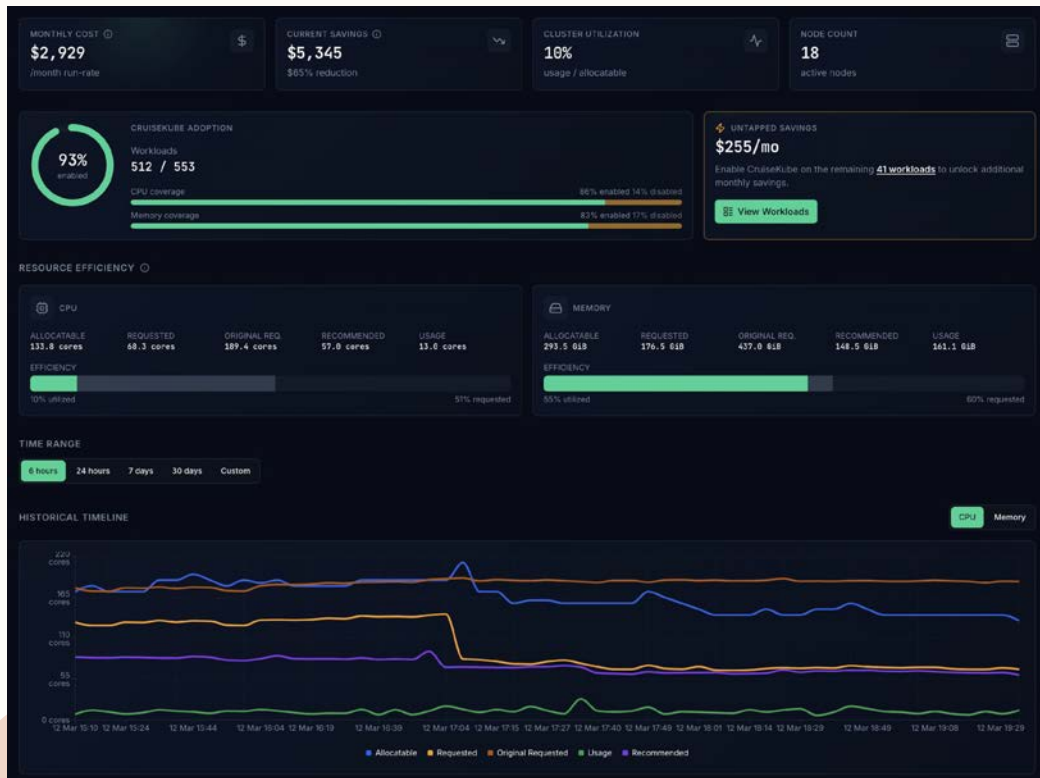 MONTHLY COST
$2,929
/month run-rate
CURRENT SAVINGS
$5,345
$65% reduction
CLUSTER UTILIZATION
10%
usage / allocatable
NODE COUNT
18
active nodes
93%
enabled
CRUISEKUBE ADOPTION
Workloads
512 / 553
CPU coverage
86% enabled 14% disabled
Memory coverage
83% enabled 17% disabled
UNTAPPED SAVINGS
$255/mo
Enable CruiseKube on the remaining 41 workloads to unlock additional
monthly savings.
View Workloads
RESOURCE EFFICIENCY
CPU
ALLOCATABLE REQUESTED ORIGINAL REQ. RECOMMENDED USAGE
133.8 cores 68.3 cores 189.4 cores 57.0 cores 13.0 cores
EFFICIENCY
10% utilized 51% requested
MEMORY
ALLOCATABLE REQUESTED ORIGINAL REQ. RECOMMENDED USAGE
293.5 GiB 176.5 GiB 437.0 GiB 148.5 GiB 161.1 GiB
EFFICIENCY
55% utilized 60% requested
TIME RANGE
6 hours 24 hours 7 days 30 days Custom
HISTORICAL TIMELINE
CPU Memory
220
cores
165
cores
110
cores
55
cores
0 cores
12 Mar 15:10 12 Mar 15:24 12 Mar 15:44 12 Mar 16:04 12 Mar 16:19 12 Mar 16:39 12 Mar 17:04 12 Mar 17:15 12 Mar 17:27 12 Mar 17:40 12 Mar 17:49 12 Mar 18:01 12 Mar 18:14 12 Mar 18:29 12 Mar 18:49 12 Mar 19:08 12 Mar 19:29
Allocatable Requested Original Requested Usage Recommended